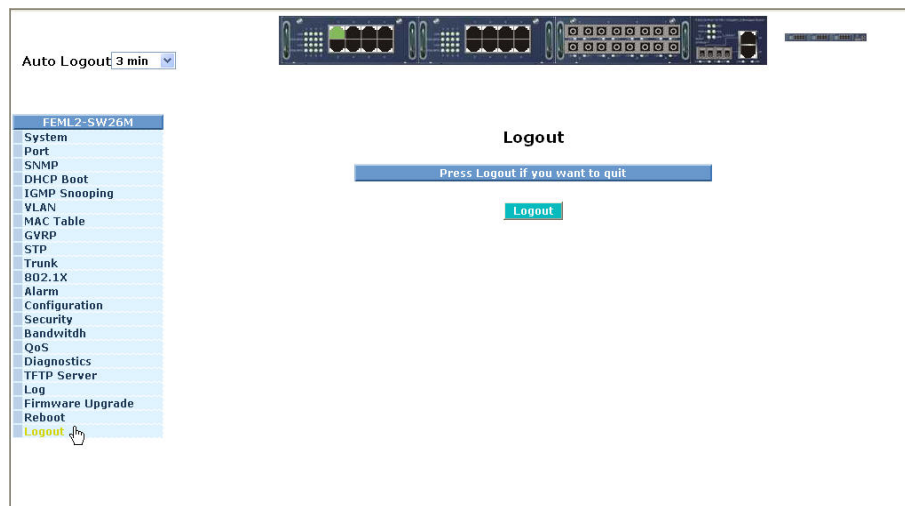 Auto Logout 3 min
FEML2-SW26M
System
Port
SNMP
DHCP Boot
IGMP Snooping
VLAN
MAC Table
GVRP
STP
Trunk
802.1X
Alarm
Configuration
Security
Bandwitdh
QoS
Diagnostics
TFTP Server
Log
Firmware Upgrade
Reboot
Logout
Logout
Press Logout if you want to quit
Logout